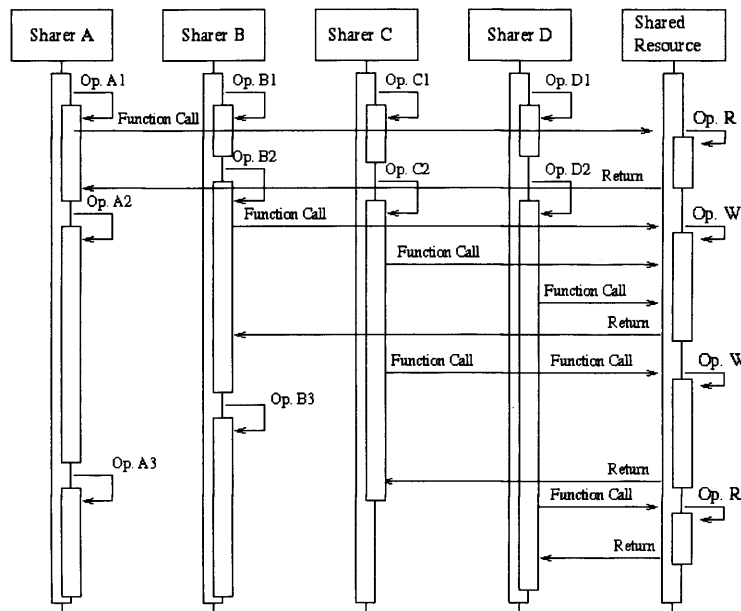 Sharer A
Sharer B
Sharer C
Sharer D
Shared
Resource
Op. A1
Op. B1
Op. C1
Op. D1
Function Call
Op. R
Op. B2
Op. C2
Op. D2
Return
Op. A2
Function Call
Op. W
Function Call
Function Call
Return
Function Call
Function Call
Op. W
Op. B3
Op. A3
Return
Function Call
Op. R
Return